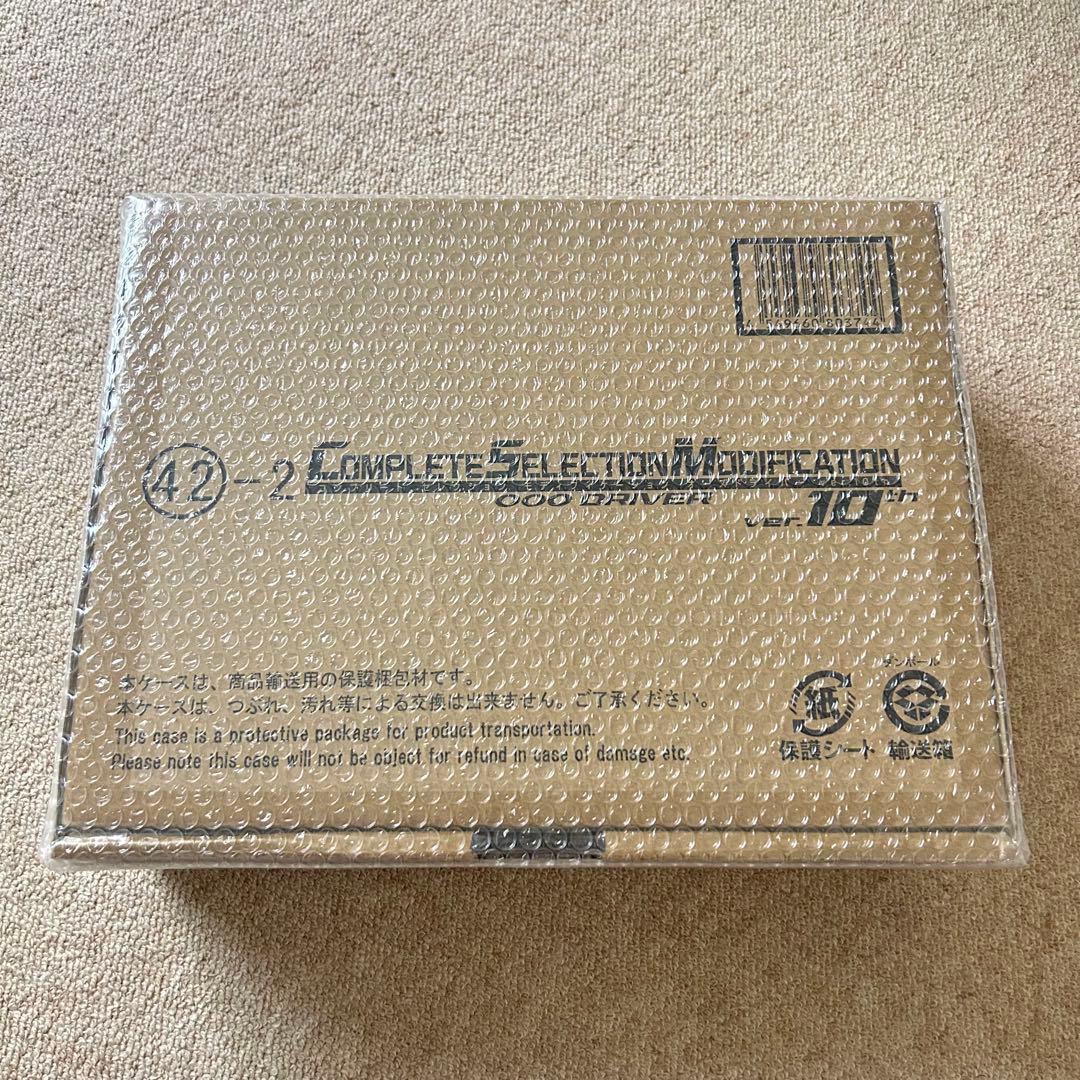 ㊷-2 COMPLETE SELECTION MODIFICATION
OOO DRIVER
ver.10th
本ケースは、商品輸送用の保護梱包材です。
本ケースは、つぶれ、汚れ等による交換は出来ません。ご了承ください。
This case is a protective package for product transportation.
Please note this case will not be object for refund in case of damage etc.
紙
保護シート
ダンボール
輸送箱